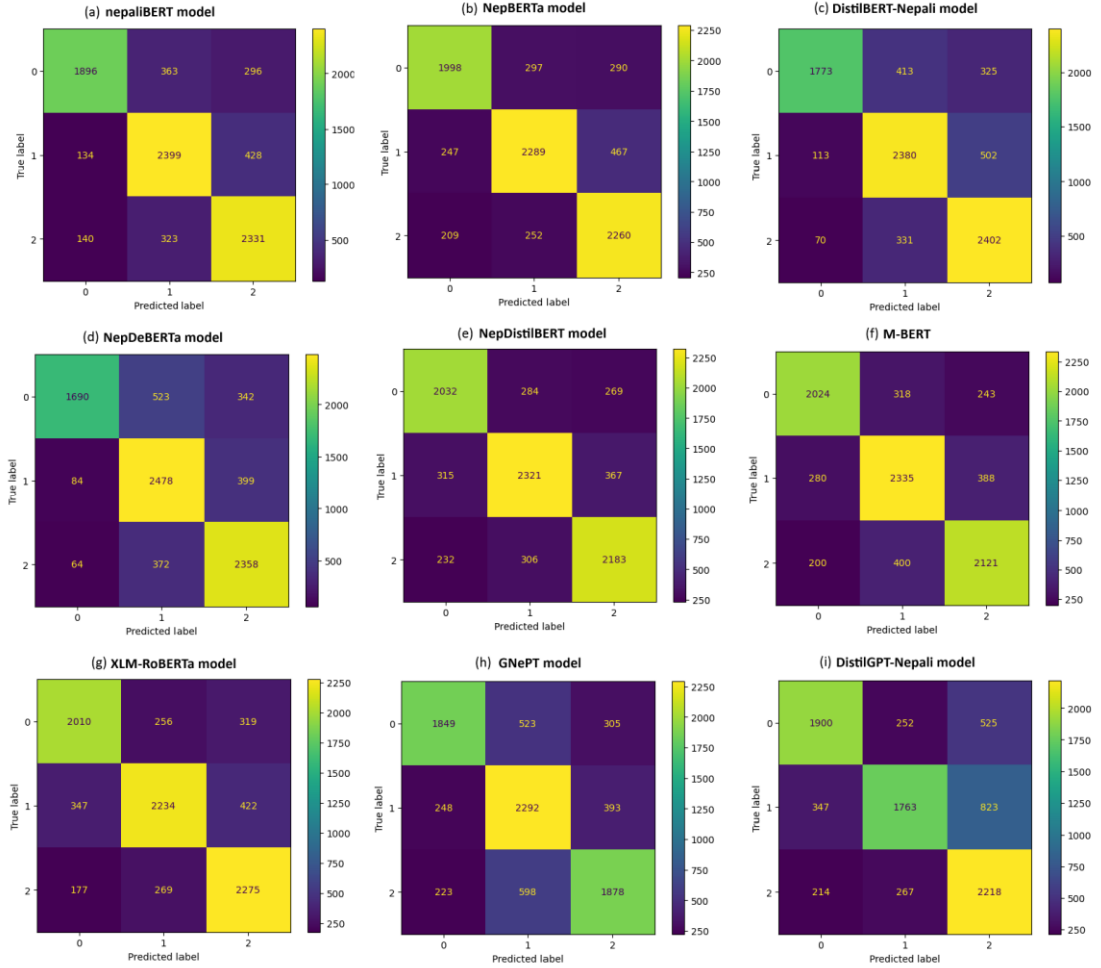 (a) nepaliBERT model
True label
0
1896 363 296
1
134 2399 428
2
140 323 2331
0 1 2
Predicted label
2000
1500
1000
500
(b) NepBERTa model
True label
0
1998 297 290
1
247 2289 467
2
209 252 2260
0 1 2
Predicted label
2250
2000
1750
1500
1250
1000
750
500
250
(c) DistilBERT-Nepali model
True label
0
1773 413 325
1
113 2380 502
2
70 331 2402
0 1 2
Predicted label
2000
1500
1000
500
(d) NepDeBERTa model
True label
0
1690 523 342
1
84 2478 399
2
64 372 2358
0 1 2
Predicted label
2000
1500
1000
500
(e) NepDistilBERT model
True label
0
2032 284 269
1
315 2321 367
2
232 306 2183
0 1 2
Predicted label
2250
2000
1750
1500
1250
1000
750
500
250
(f) M-BERT
True label
0
2024 318 243
1
280 2335 388
2
200 400 2121
0 1 2
Predicted label
2250
2000
1750
1500
1250
1000
750
500
250
(g) XLM-RoBERTa model
True label
0
2010 256 319
1
347 2234 422
2
177 269 2275
0 1 2
Predicted label
2250
2000
1750
1500
1250
1000
750
500
250
(h) GNePT model
True label
0
1849 523 305
1
248 2292 393
2
223 598 1878
0 1 2
Predicted label
2250
2000
1750
1500
1250
1000
750
500
250
(i) DistilGPT-Nepali model
True label
0
1900 252 525
1
347 1763 823
2
214 267 2218
0 1 2
Predicted label
2000
1750
1500
1250
1000
750
500
250